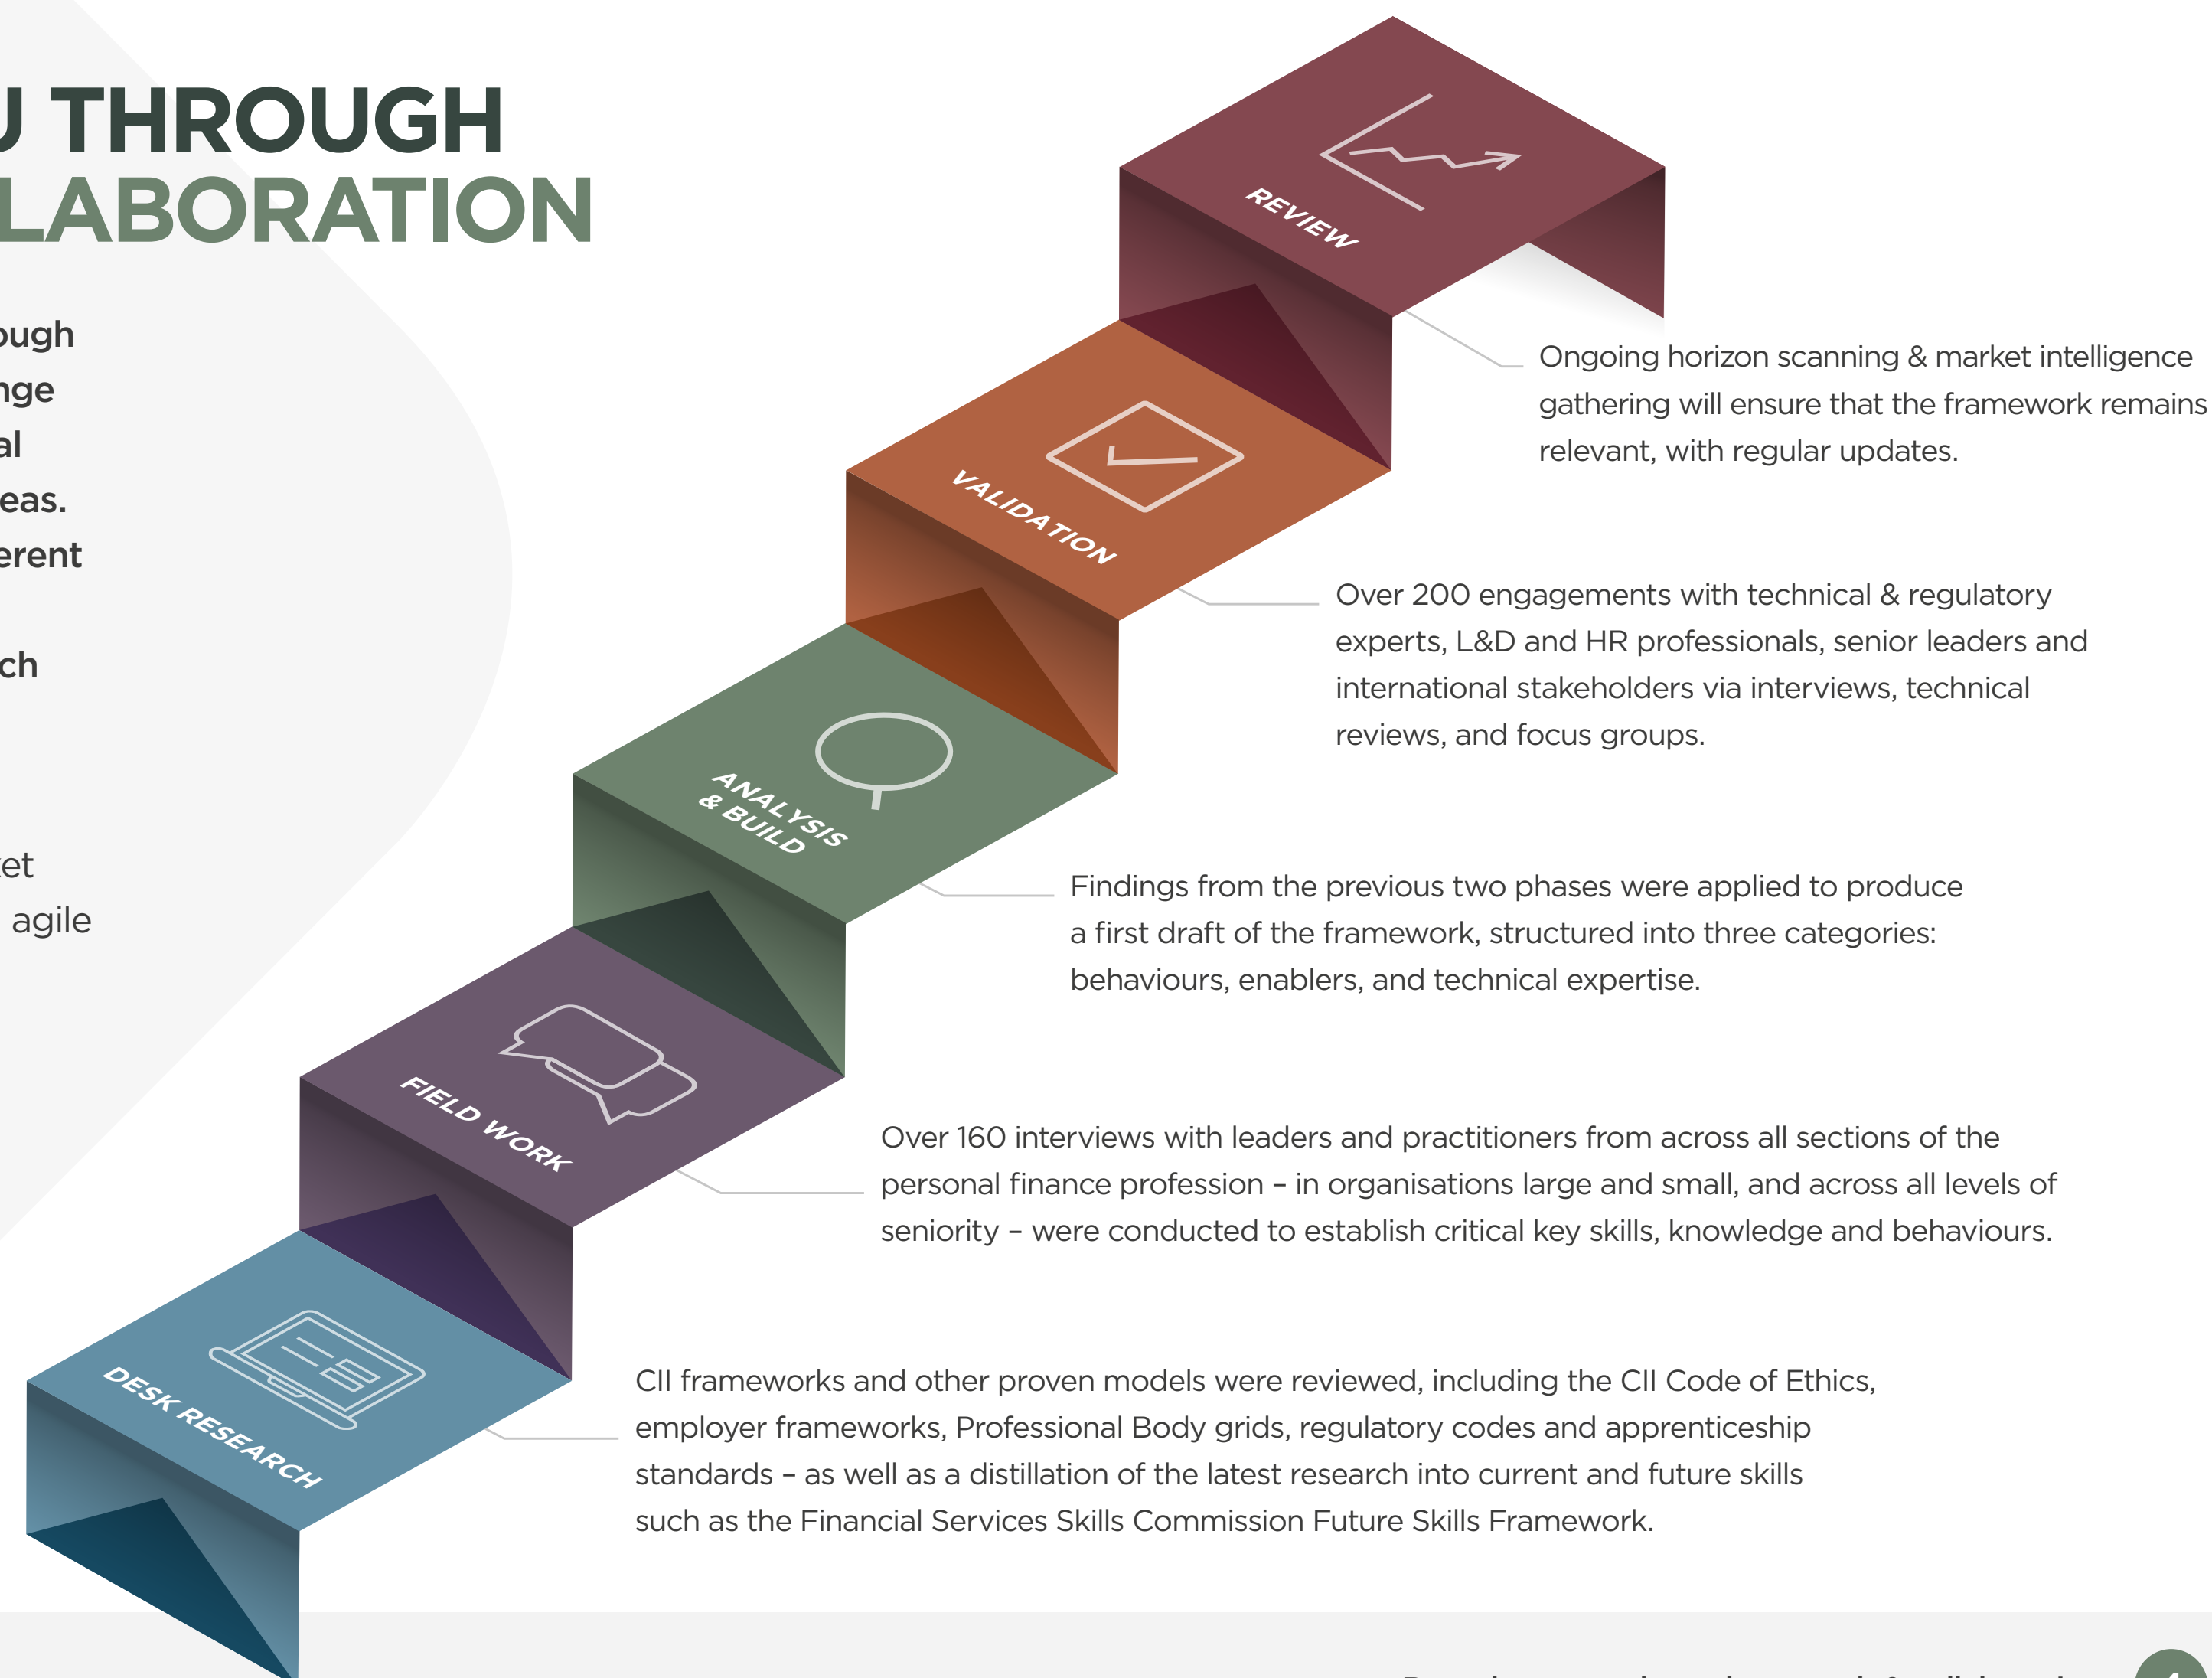 U THROUGH
LABORATION
ough
nge
al
eas.
erent
ch
et
agile
REVIEW
Ongoing horizon scanning & market intelligence
gathering will ensure that the framework remains
relevant, with regular updates.
VALIDATION
Over 200 engagements with technical & regulatory
experts, L&D and HR professionals, senior leaders and
international stakeholders via interviews, technical
reviews, and focus groups.
ANALYSIS
& BUILD
Findings from the previous two phases were applied to produce
a first draft of the framework, structured into three categories:
behaviours, enablers, and technical expertise.
FIELD WORK
Over 160 interviews with leaders and practitioners from across all sections of the
personal finance profession – in organisations large and small, and across all levels of
seniority – were conducted to establish critical key skills, knowledge and behaviours.
DESK RESEARCH
CII frameworks and other proven models were reviewed, including the CII Code of Ethics,
employer frameworks, Professional Body grids, regulatory codes and apprenticeship
standards – as well as a distillation of the latest research into current and future skills
such as the Financial Services Skills Commission Future Skills Framework.